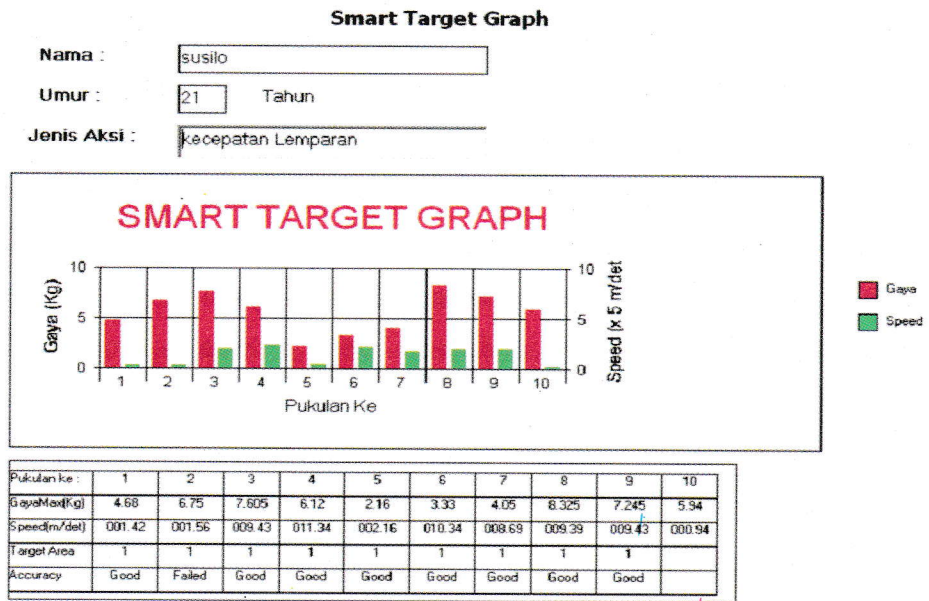 Smart Target Graph
Nama : susilo
Umur : 21 Tahun
Jenis Aksi : kecepatan Lemparan
SMART TARGET GRAPH
Gaya (Kg)
10
5
0
10
5
0
Speed (x 5 m/det
1 2 3 4 5 6 7 8 9 10
Pukulan Ke
Gaya
Speed
Pukulan ke : 1 2 3 4 5 6 7 8 9 10
GayaMax(Kg) 4.68 6.75 7.605 6.12 2.16 3.33 4.05 8.325 7.245 5.94
Speed(m/det) 001.42 001.56 009.43 011.34 002.16 010.34 008.69 009.39 009.43 000.94
Target Area 1 1 1 1 1 1 1 1 1
Accuracy Good Failed Good Good Good Good Good Good Good